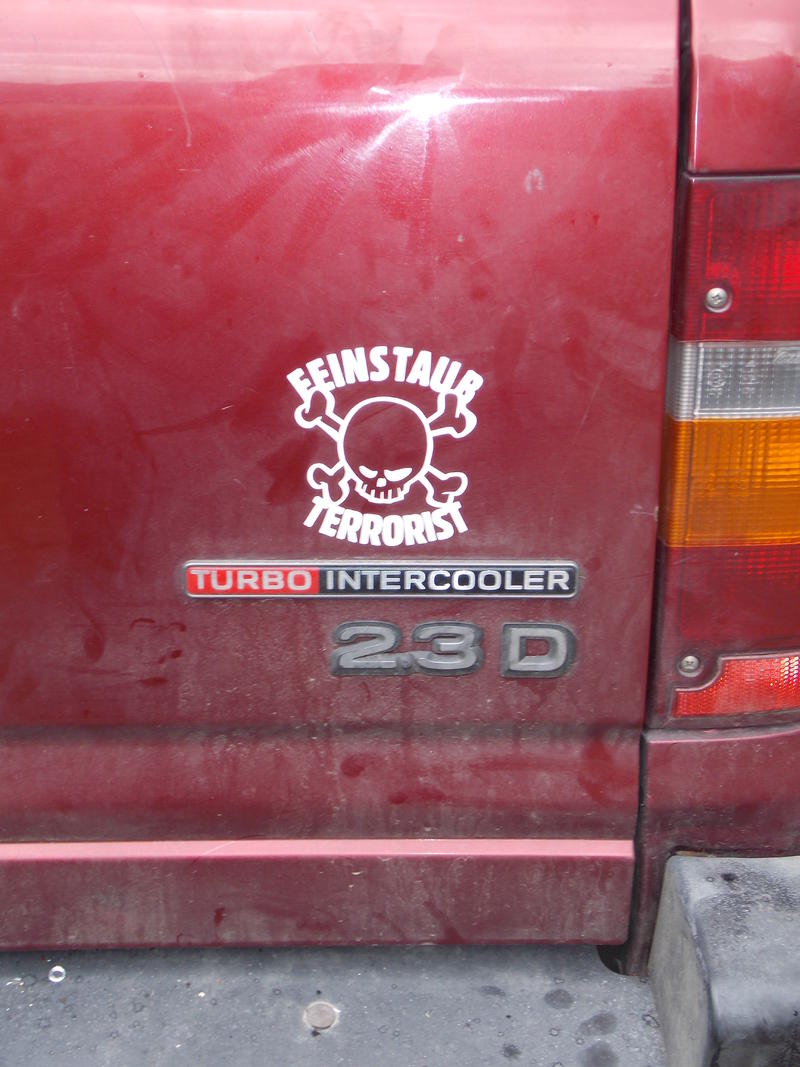 FEINSTAUB
TERRORIST
TURBO INTERCOOLER
2.3 D